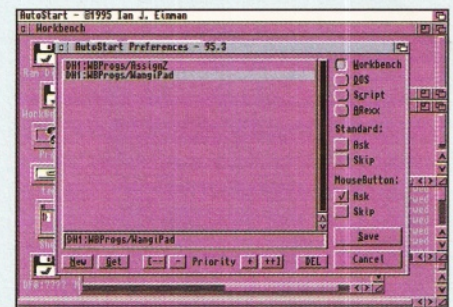 AutoStart - ©1995 Ian J. Einman
Workbench
AutoStart Preferences - 95.3
DH1:WBProgs/AssignZ
DH1:WBProgs/WangiPad
Workbench
DOS
Script
ARexx
Standard:
Ask
Skip
MouseButton:
Ask
Skip
DH1:WBProgs/WangiPad
Save
New
Get
[--
-
Priority
+
++]
DEL
Cancel
Ram